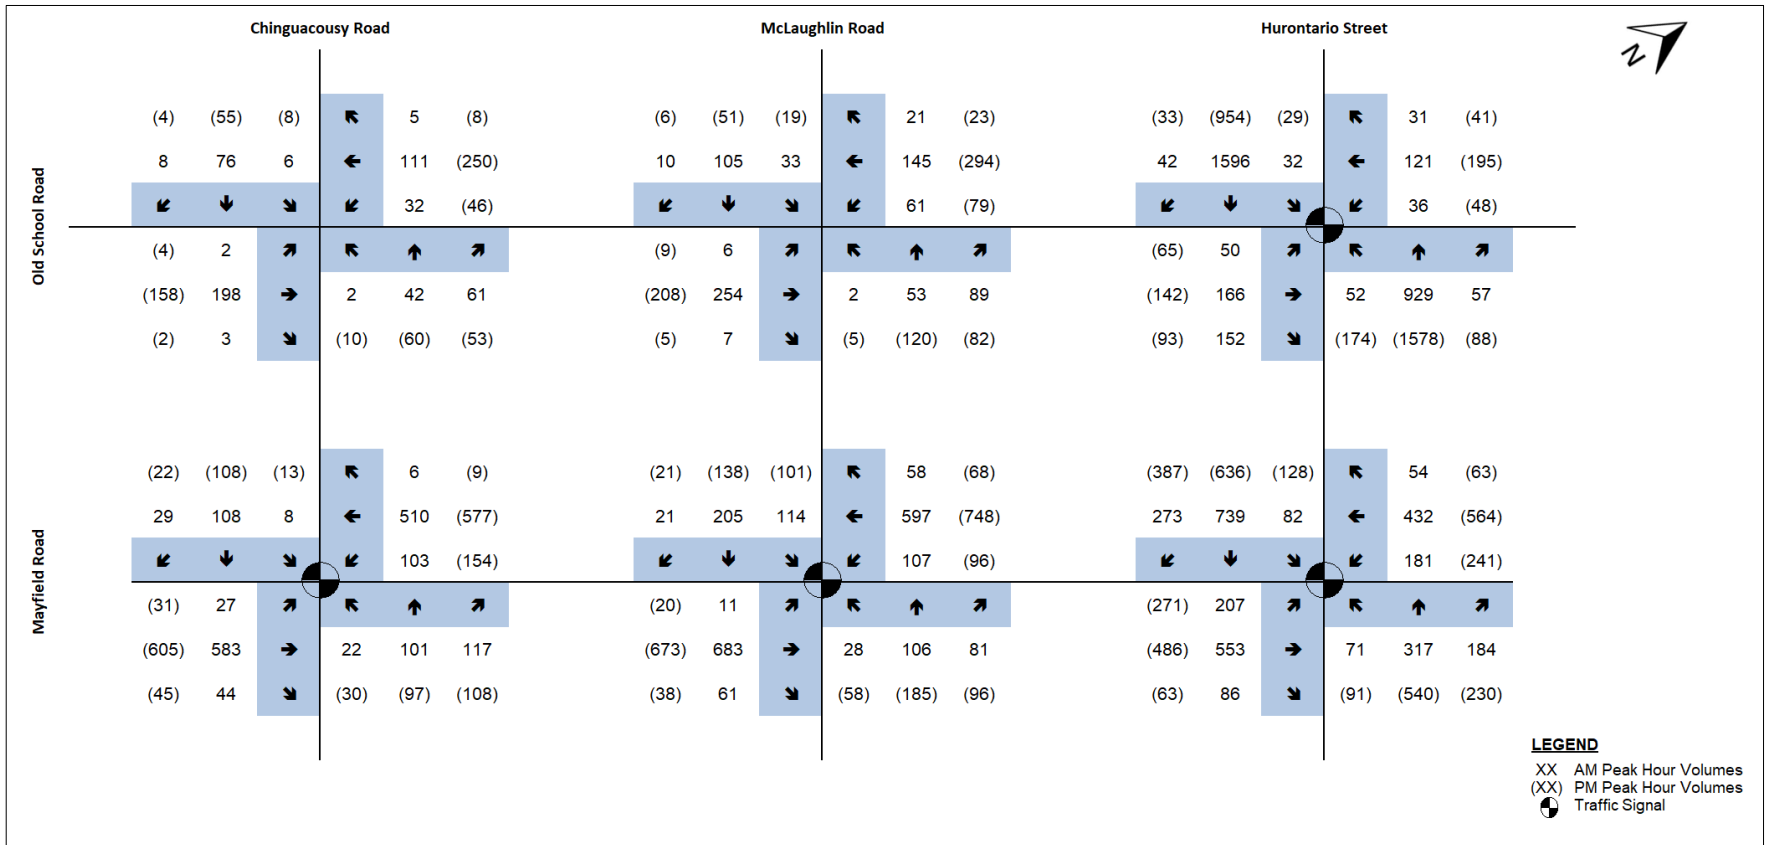 Chinguacousy Road McLaughlin Road Hurontario Street
N
(4) (55) (8) 5 (8) (6) (51) (19) 21 (23) (33) (954) (29) 31 (41)
8 76 6 111 (250) 10 105 33 145 (294) 42 1596 32 121 (195)
32 (46) 61 (79) 36 (48)
Old School Road
(4) 2 (9) 6 (65) 50
(158) 198 2 42 61 (208) 254 2 53 89 (142) 166 52 929 57
(2) 3 (10) (60) (53) (5) 7 (5) (120) (82) (93) 152 (174) (1578) (88)
(22) (108) (13) 6 (9) (21) (138) (101) 58 (68) (387) (636) (128) 54 (63)
29 108 8 510 (577) 21 205 114 597 (748) 273 739 82 432 (564)
103 (154) 107 (96) 181 (241)
Mayfield Road
(31) 27 (20) 11 (271) 207
(605) 583 22 101 117 (673) 683 28 106 81 (486) 553 71 317 184
(45) 44 (30) (97) (108) (38) 61 (58) (185) (96) (63) 86 (91) (540) (230)
LEGEND
XX AM Peak Hour Volumes
(XX) PM Peak Hour Volumes
Traffic Signal